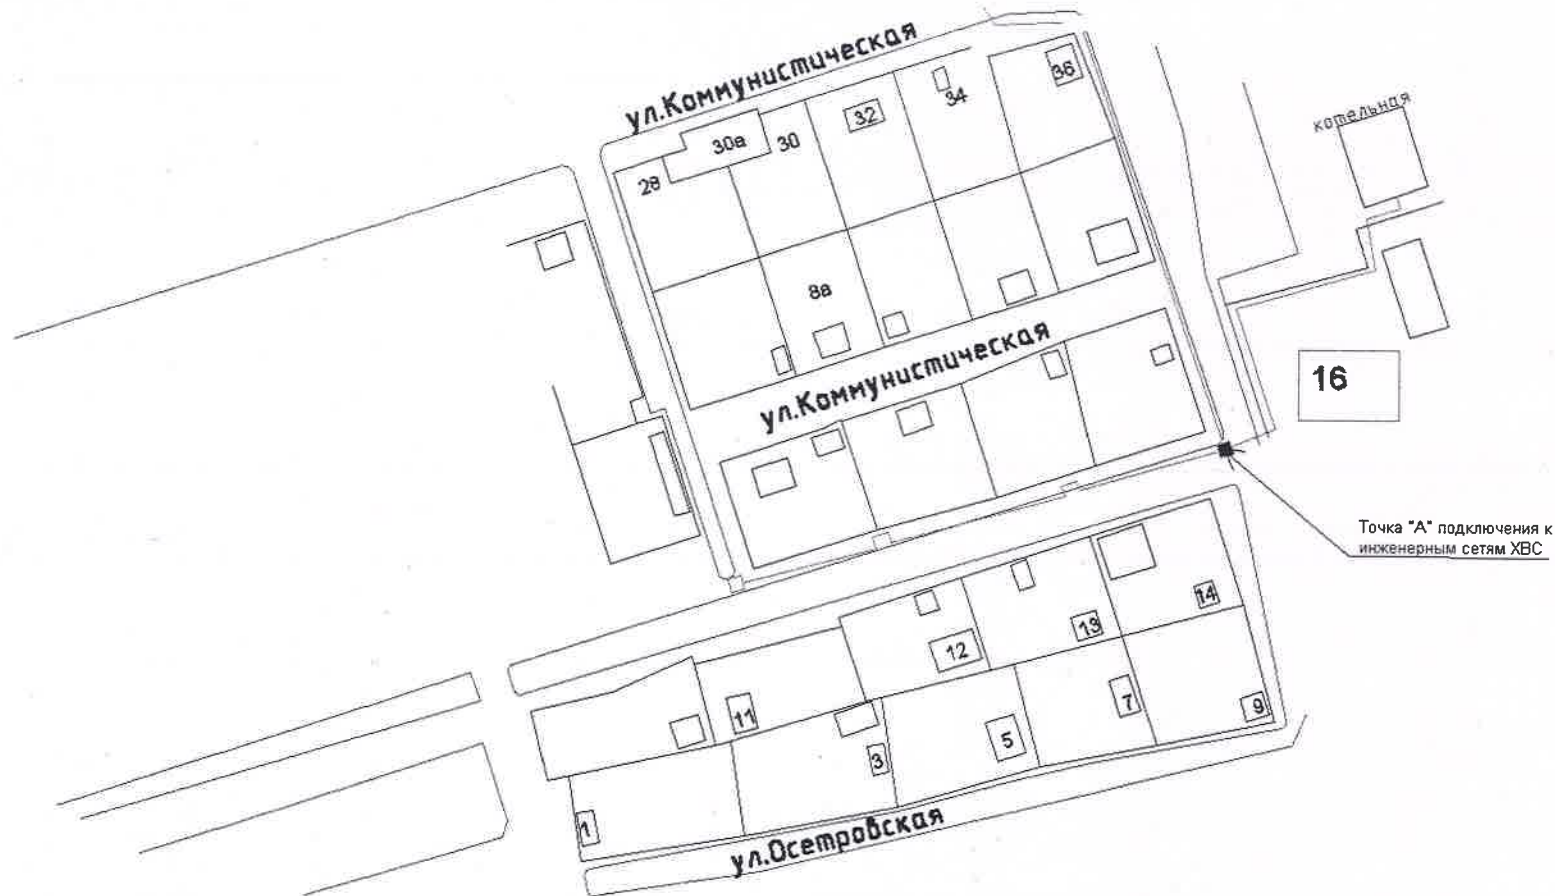 ул.Коммунистическая
36
34
32
30
30а
28
котельная
8а
ул.Коммунистическая
16
Точка "А" подключения к
инженерным сетям ХВС
14
13
12
11
9
7
5
3
1
ул.Осетровская